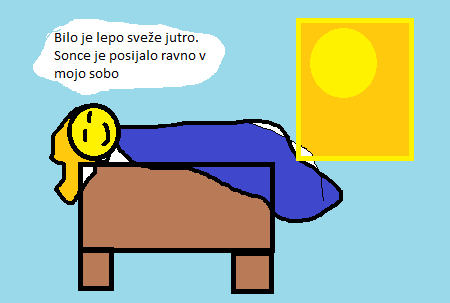 Bilo je lepo sveže jutro.
Sonce je posijalo ravno v
mojo sobo